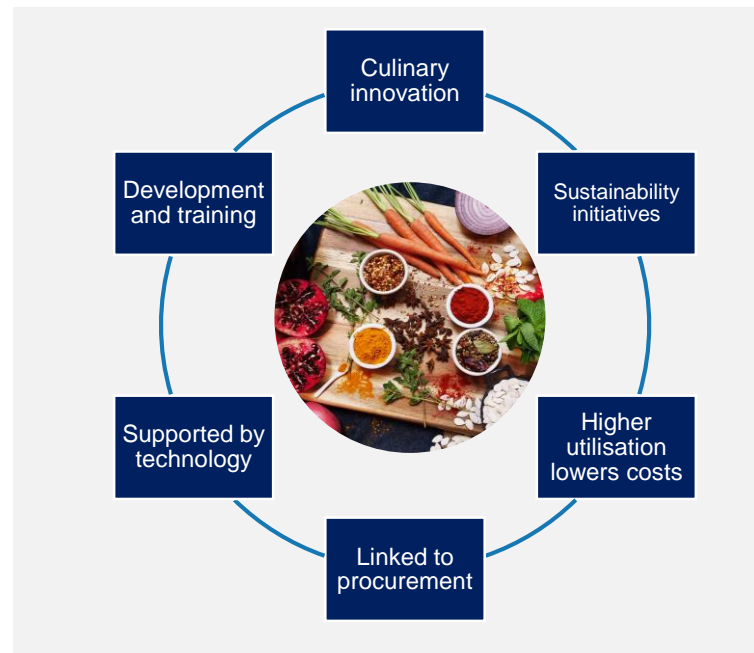 Culinary
innovation
Sustainability
initiatives
Higher
utilisation
lowers costs
Linked to
procurement
Supported by
technology
Development
and training